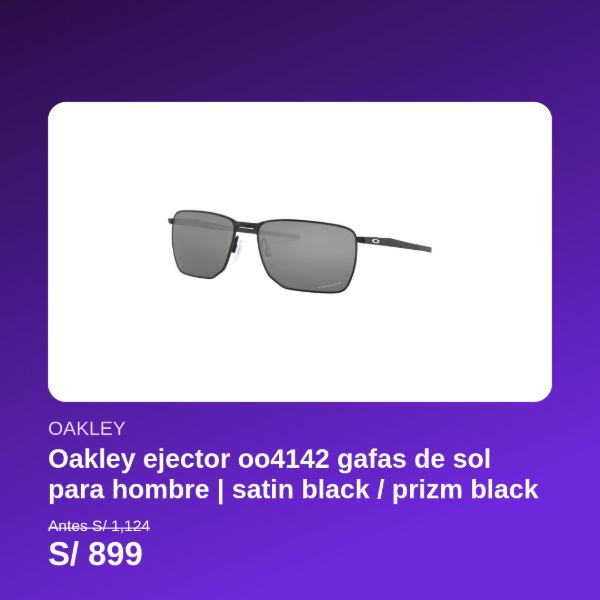 OAKLEY
Oakley ejector oo4142 gafas de sol
para hombre | satin black / prizm black
Antes S/ 1,124
S/ 899